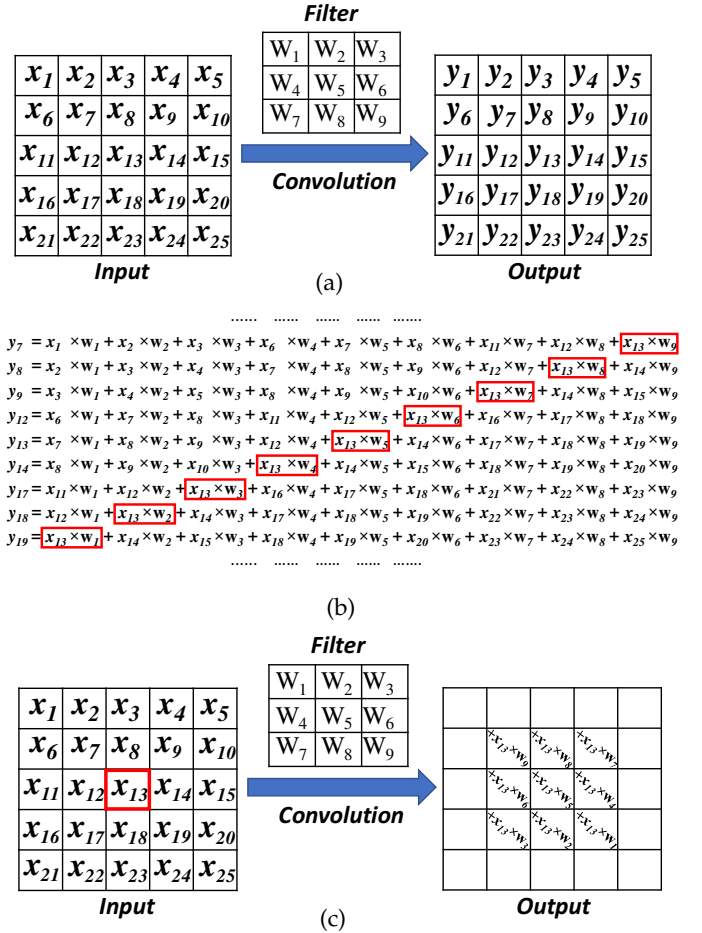 Filter
W1 W2 W3
W4 W5 W6
W7 W8 W9
x1 x2 x3 x4 x5
x6 x7 x8 x9 x10
x11 x12 x13 x14 x15
x16 x17 x18 x19 x20
x21 x22 x23 x24 x25
Input
Convolution
y1 y2 y3 y4 y5
y6 y7 y8 y9 y10
y11 y12 y13 y14 y15
y16 y17 y18 y19 y20
y21 y22 y23 y24 y25
Output
(a)
...... ...... ...... ...... .......
y7 = x1 ×w1 + x2 ×w2 + x3 ×w3 + x6 ×w4 + x7 ×w5 + x8 ×w6 + x11×w7 + x12×w8 + x13×w9
y8 = x2 ×w1 + x3 ×w2 + x4 ×w3 + x7 ×w4 + x8 ×w5 + x9 ×w6 + x12×w7 + x13×w8 + x14×w9
y9 = x3 ×w1 + x4 ×w2 + x5 ×w3 + x8 ×w4 + x9 ×w5 + x10×w6 + x13×w7 + x14×w8 + x15×w9
y12 = x6 ×w1 + x7 ×w2 + x8 ×w3 + x11×w4 + x12×w5 + x13×w6 + x16×w7 + x17×w8 + x18×w9
y13 = x7 ×w1 + x8 ×w2 + x9 ×w3 + x12×w4 + x13×w5 + x14×w6 + x17×w7 + x18×w8 + x19×w9
y14 = x8 ×w1 + x9 ×w2 + x10×w3 + x13×w4 + x14×w5 + x15×w6 + x18×w7 + x19×w8 + x20×w9
y17 = x11×w1 + x12×w2 + x13×w3 + x16×w4 + x17×w5 + x18×w6 + x21×w7 + x22×w8 + x23×w9
y18 = x12×w1 + x13×w2 + x14×w3 + x17×w4 + x18×w5 + x19×w6 + x22×w7 + x23×w8 + x24×w9
y19 = x13×w1 + x14×w2 + x15×w3 + x18×w4 + x19×w5 + x20×w6 + x23×w7 + x24×w8 + x25×w9
...... ...... ...... ...... .......
(b)
Filter
W1 W2 W3
W4 W5 W6
W7 W8 W9
x1 x2 x3 x4 x5
x6 x7 x8 x9 x10
x11 x12 x13 x14 x15
x16 x17 x18 x19 x20
x21 x22 x23 x24 x25
Input
Convolution
+x13×w9 +x13×w8 +x13×w7
+x13×w6 +x13×w5 +x13×w4
+x13×w3 +x13×w2 +x13×w1
Output
(c)